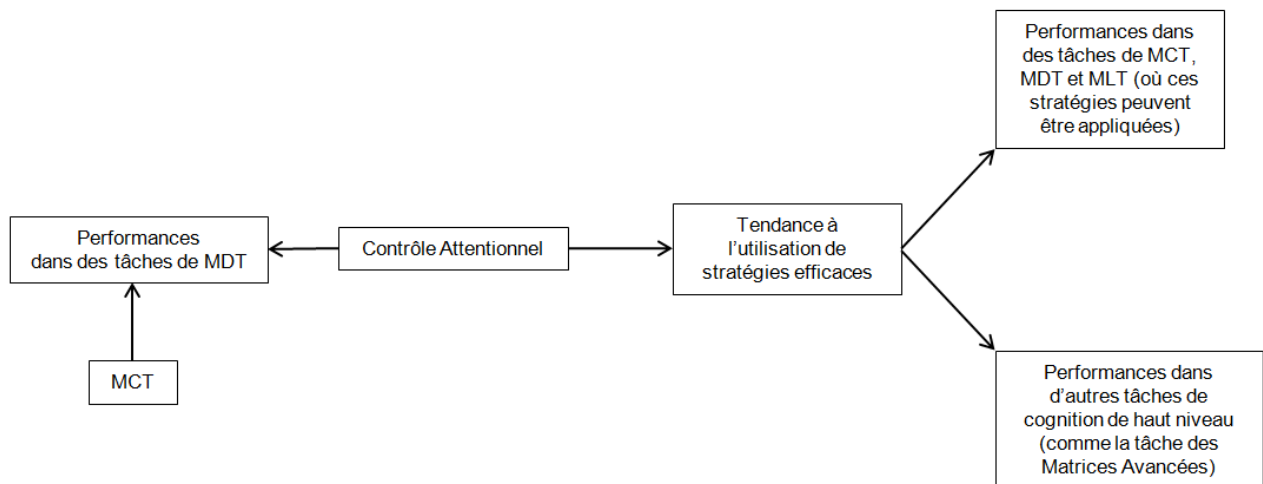 Performances dans
des tâches de MCT,
MDT et MLT (où ces
stratégies peuvent
être appliquées)
Performances
dans des tâches de MDT
Contrôle Attentionnel
Tendance à
l'utilisation de
stratégies efficaces
MCT
Performances dans
d'autres tâches de
cognition de haut niveau
(comme la tâche des
Matrices Avancées)